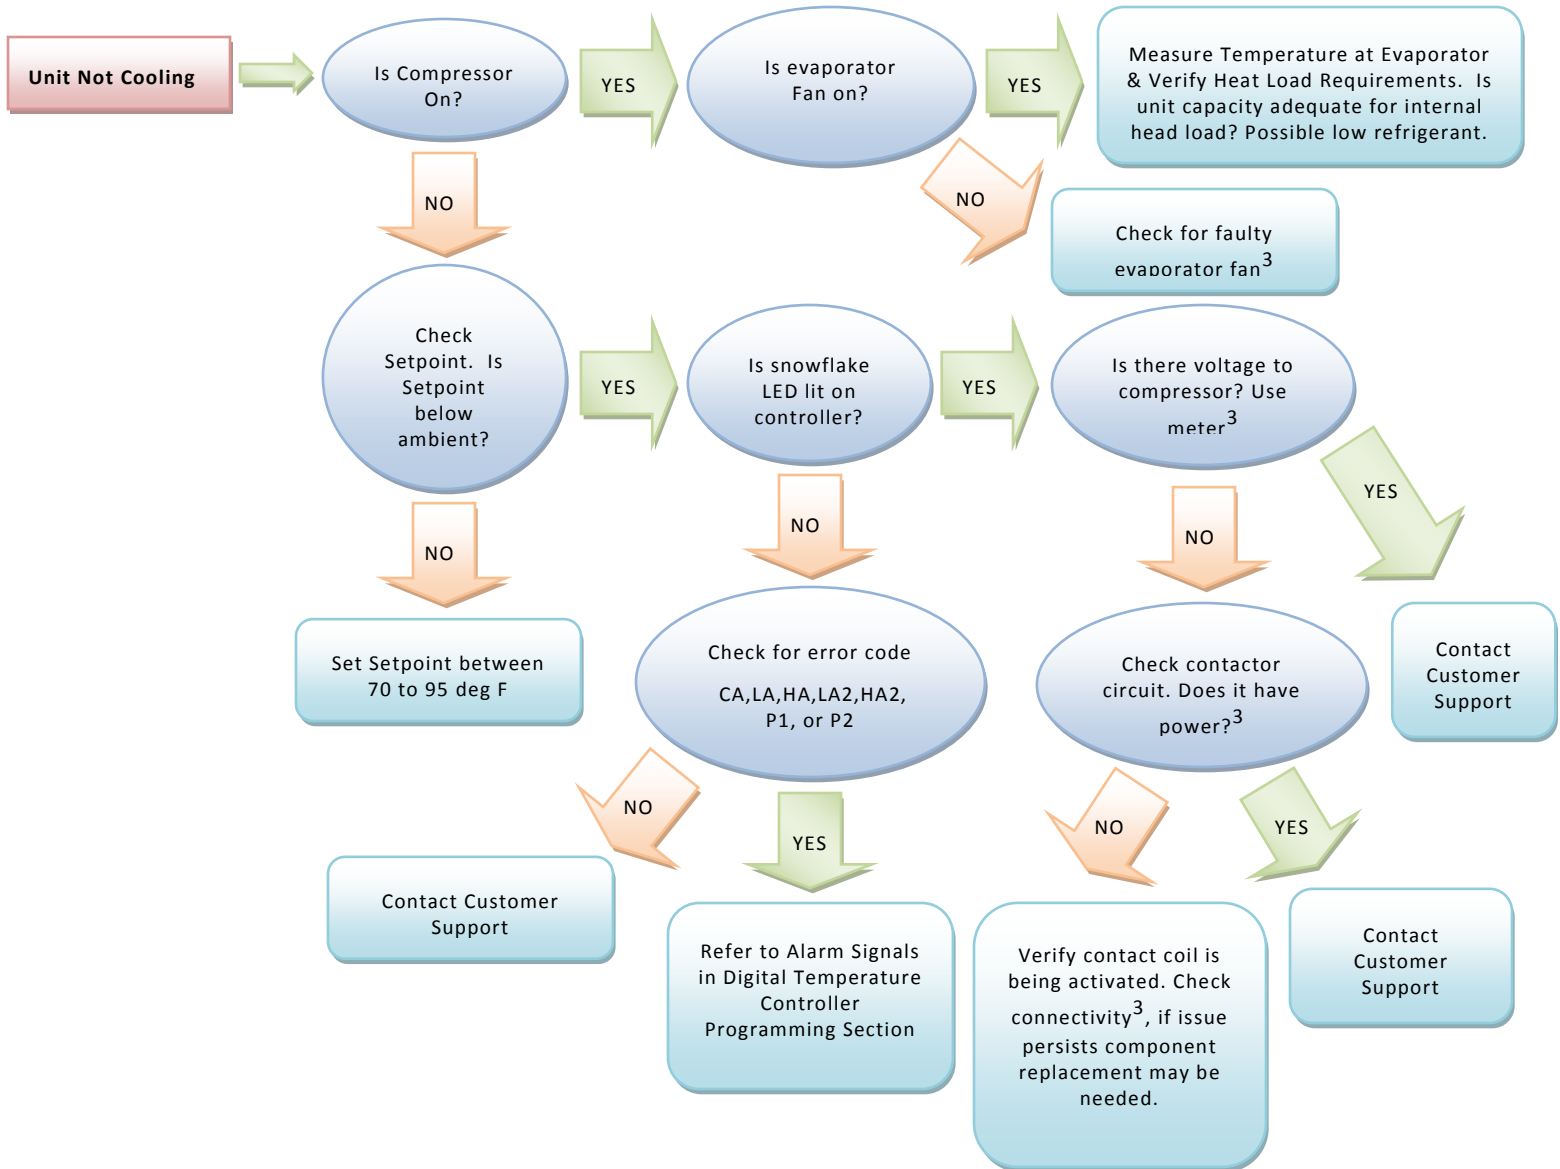 Unit Not Cooling
Is Compressor
On?
YES
Is evaporator
Fan on?
YES
Measure Temperature at Evaporator
& Verify Heat Load Requirements. Is
unit capacity adequate for internal
head load? Possible low refrigerant.
NO
NO
Check for faulty
evaporator fan3
Check
Setpoint. Is
Setpoint
below
ambient?
YES
Is snowflake
LED lit on
controller?
YES
Is there voltage to
compressor? Use
meter3
YES
NO
NO
NO
Set Setpoint between
70 to 95 deg F
Check for error code
CA,LA,HA,LA2,HA2,
P1, or P2
Check contactor
circuit. Does it have
power?3
Contact
Customer
Support
NO
YES
NO
YES
Contact Customer
Support
Refer to Alarm Signals
in Digital Temperature
Controller
Programming Section
Verify contact coil is
being activated. Check
connectivity3, if issue
persists component
replacement may be
needed.
Contact
Customer
Support